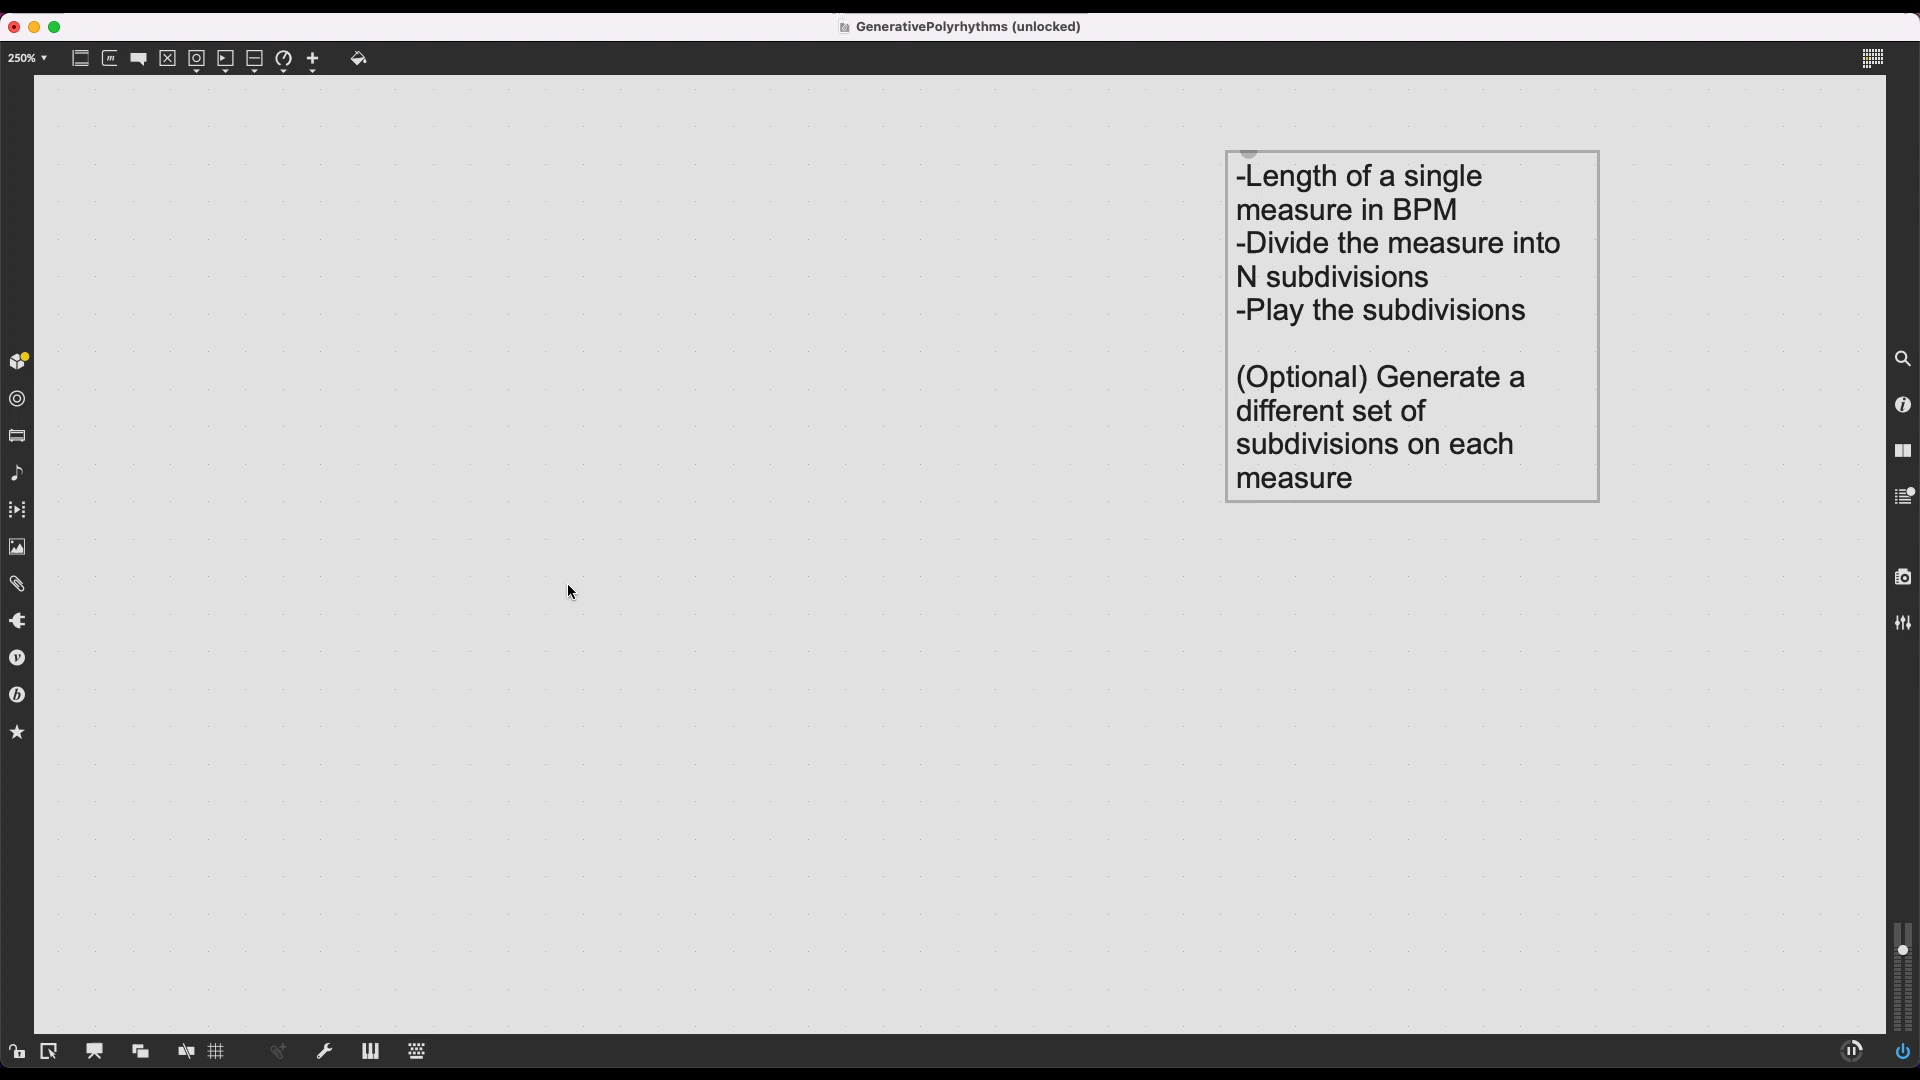 GenerativePolyrhythms (unlocked)
250%
-Length of a single
measure in BPM
-Divide the measure into
N subdivisions
-Play the subdivisions
(Optional) Generate a
different set of
subdivisions on each
measure